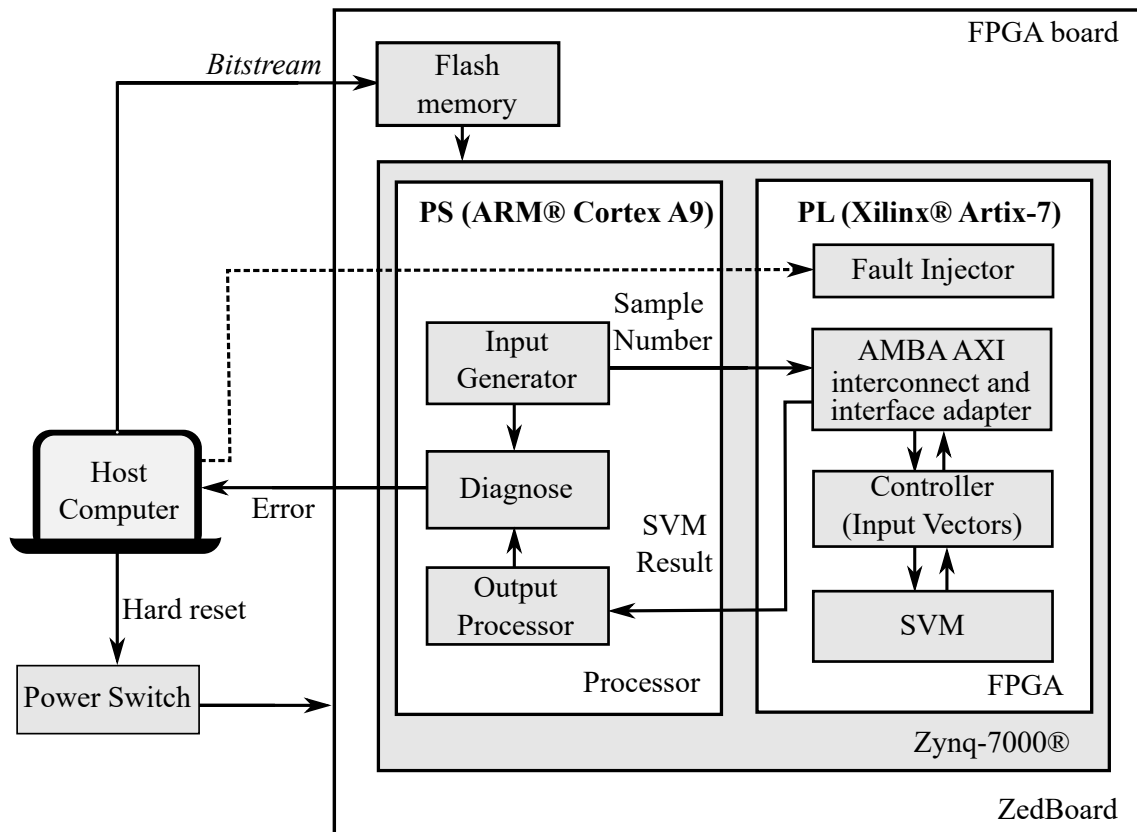 FPGA board
Bitstream
Flash
memory
PS (ARM® Cortex A9)
PL (Xilinx® Artix-7)
Fault Injector
Sample
Number
Input
Generator
AMBA AXI
interconnect and
interface adapter
Host
Computer
Error
Diagnose
Controller
(Input Vectors)
SVM
Result
Output
Processor
SVM
Hard reset
Power Switch
Processor
FPGA
Zynq-7000®
ZedBoard